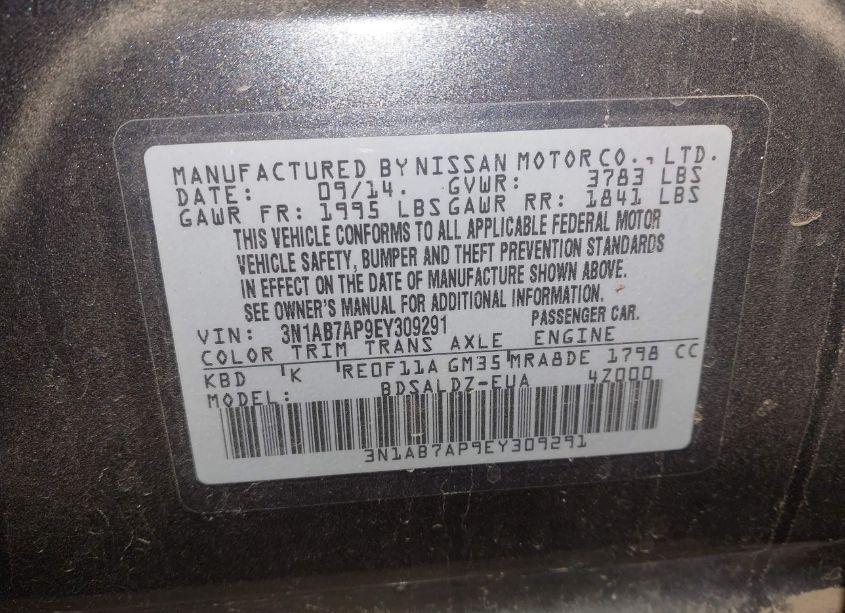 MANUFACTURED BY NISSAN MOTOR CO., LTD.
DATE: 09/14. GVWR: 3783 LBS
GAWR FR: 1995 LBS GAWR RR: 1841 LBS
THIS VEHICLE CONFORMS TO ALL APPLICABLE FEDERAL MOTOR
VEHICLE SAFETY, BUMPER AND THEFT PREVENTION STANDARDS
IN EFFECT ON THE DATE OF MANUFACTURE SHOWN ABOVE.
SEE OWNER'S MANUAL FOR ADDITIONAL INFORMATION.
VIN: 3N1AB7AP9EY309291 PASSENGER CAR.
COLOR TRIM TRANS AXLE ENGINE
KBD K RE0F11A GM35 MRA8DE 1798 CC
MODEL: BDSALDZ-EUA 4Z000
3N1AB7AP9EY309291